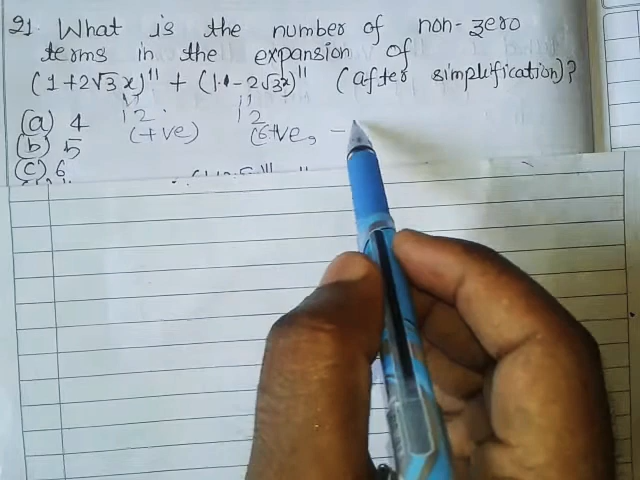 21. What is the number of non-zero
terms in the expansion of
(1+2√3x)¹¹ + (1-2√3x)¹¹ (after simplification)?
(a) 4 12 12
(b) 5 (+ve) (6+ve, -
(c) 6